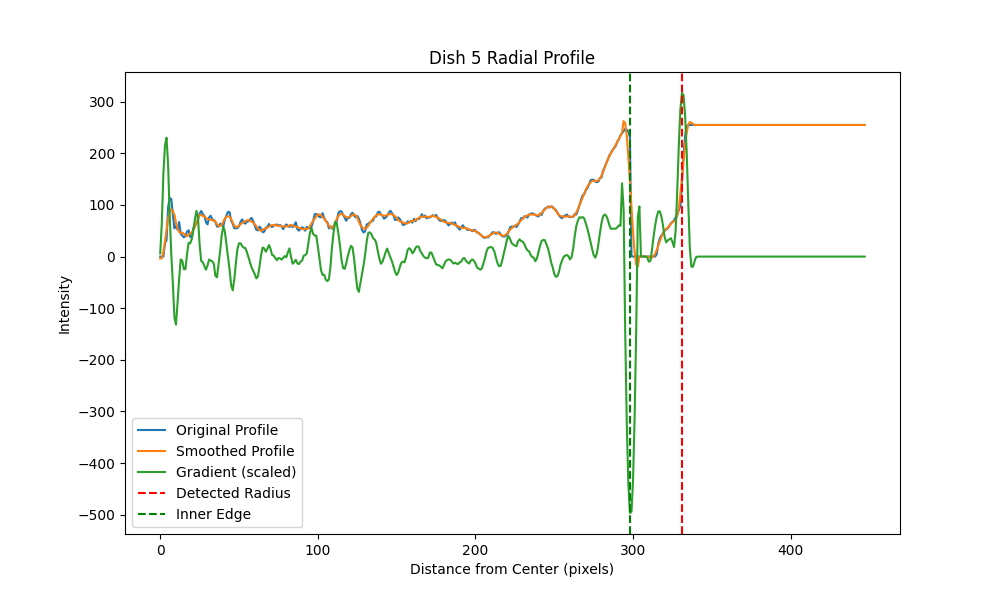 Dish 5 Radial Profile
300
200
100
0
−100
−200
−300
−400
−500
Intensity
Original Profile
Smoothed Profile
Gradient (scaled)
Detected Radius
Inner Edge
0 100 200 300 400
Distance from Center (pixels)